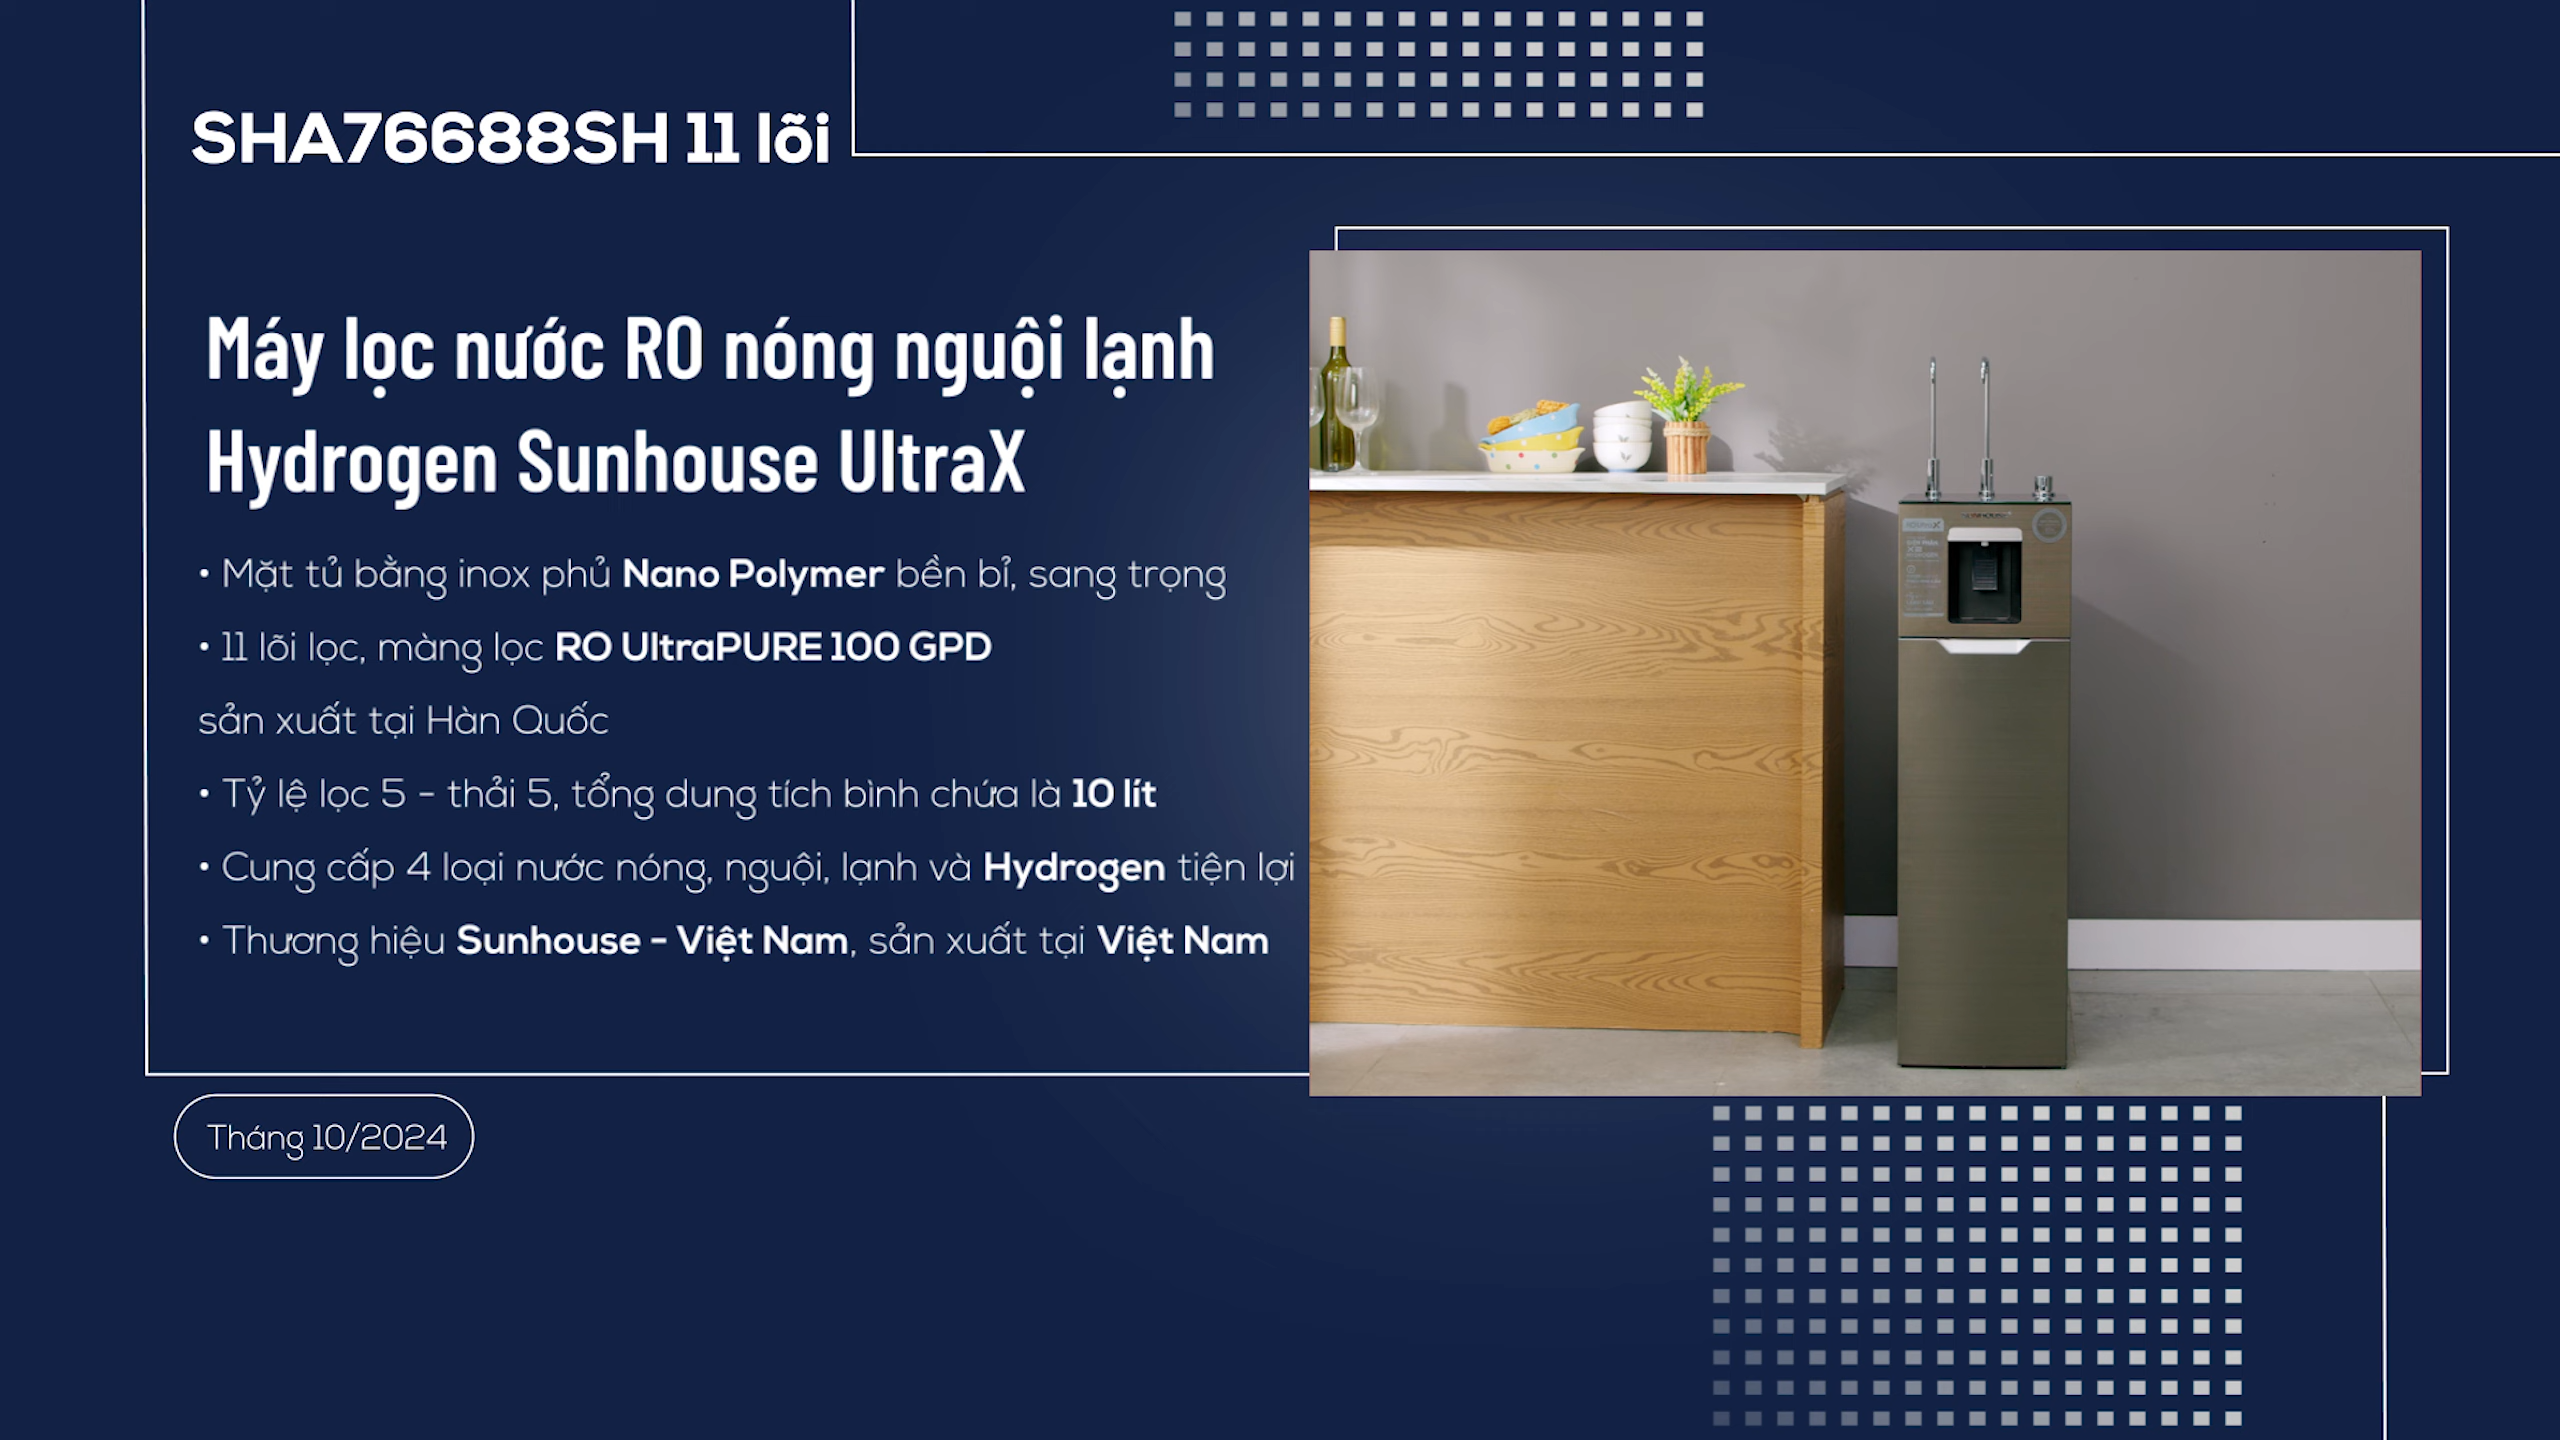 SHA76688SH 11 lõi
Máy lọc nước RO nóng nguội lạnh
Hydrogen Sunhouse UltraX
• Mặt tủ bằng inox phủ Nano Polymer bền bỉ, sang trọng
• 11 lõi lọc, màng lọc RO UltraPURE 100 GPD
sản xuất tại Hàn Quốc
• Tỷ lệ lọc 5 - thải 5, tổng dung tích bình chứa là 10 lít
• Cung cấp 4 loại nước nóng, nguội, lạnh và Hydrogen tiện lợi
• Thương hiệu Sunhouse - Việt Nam, sản xuất tại Việt Nam
Tháng 10/2024